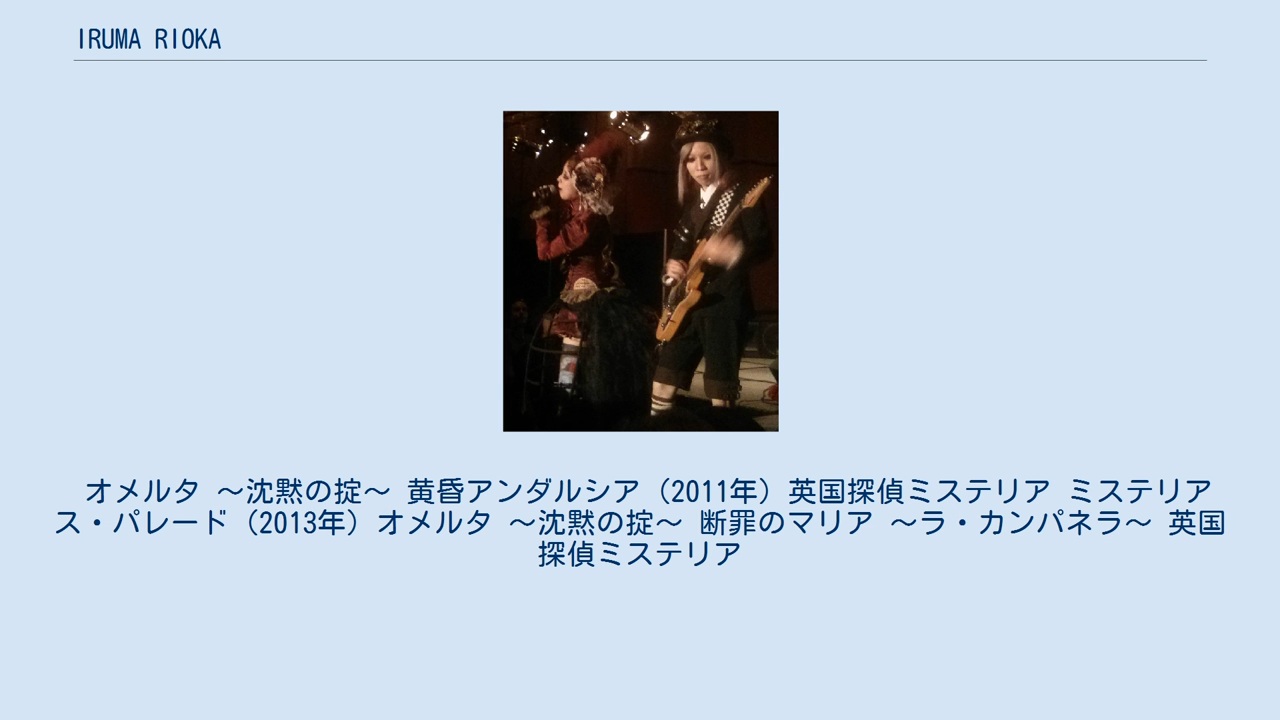 IRUMA RIOKA
オメルタ ～沈黙の掟～ 黄昏アンダルシア（2011年）英国探偵ミステリア ミステリア
ス・パレード（2013年）オメルタ ～沈黙の掟～ 断罪のマリア ～ラ・カンパネラ～ 英国
探偵ミステリア